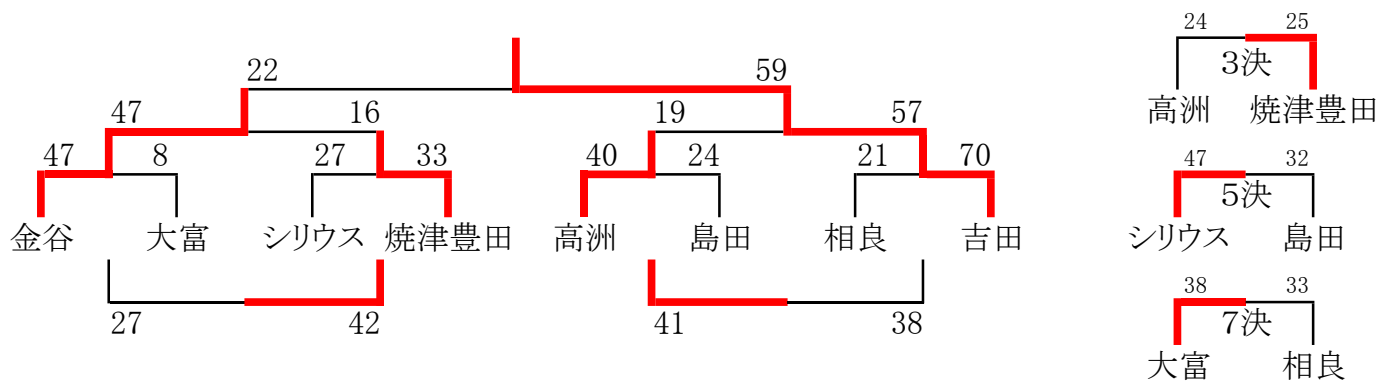 22 59
47 16 19 57
47 8 27 33 40 24 21 70
金谷 大富 シリウス 焼津豊田 高洲 島田 相良 吉田
27 42 41 38
24 25
3決
高洲 焼津豊田
47 32
5決
シリウス 島田
38 33
7決
大富 相良